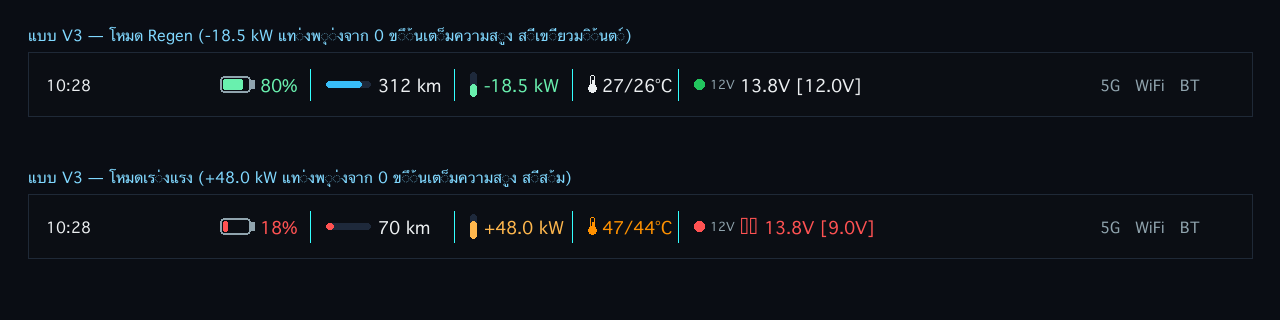 แบบ V3 — โหมด Regen (-18.5 kW แท่งพุ่งจาก 0 ขึ้นเต็มความสูง สีเขียวมิ้นต์)
10:28 80% 312 km -18.5 kW 27/26°C 12V 13.8V [12.0V] 5G WiFi BT
แบบ V3 — โหมดเร่งแรง (+48.0 kW แท่งพุ่งจาก 0 ขึ้นเต็มความสูง สีส้ม)
10:28 18% 70 km +48.0 kW 47/44°C 12V 13.8V [9.0V] 5G WiFi BT